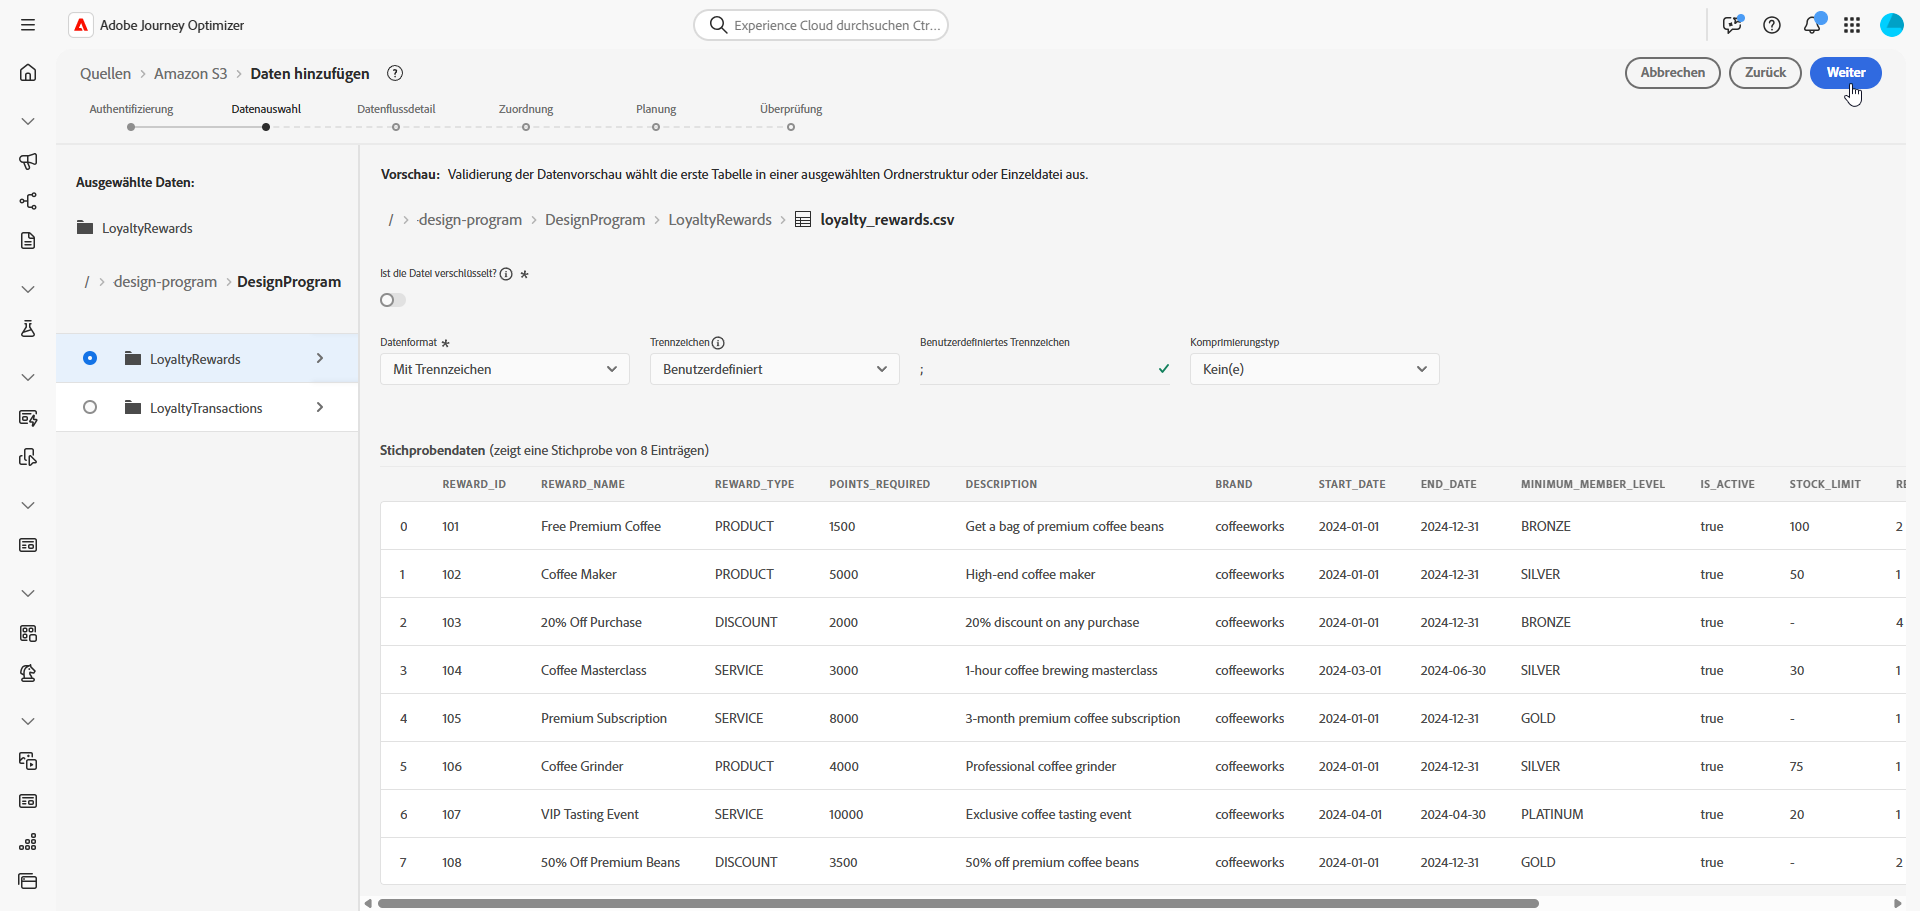 Adobe Journey Optimizer
Experience Cloud durchsuchen Ctr...
Quellen > Amazon S3 > Daten hinzufügen
Abbrechen Zurück Weiter
Authentifizierung Datenauswahl Datenflussdetail Zuordnung Planung Überprüfung
Ausgewählte Daten:
LoyaltyRewards
/ > design-program > DesignProgram
LoyaltyRewards
LoyaltyTransactions
Vorschau: Validierung der Datenvorschau wählt die erste Tabelle in einer ausgewählten Ordnerstruktur oder Einzeldatei aus.
/ > -design-program > DesignProgram > LoyaltyRewards > loyalty_rewards.csv
Ist die Datei verschlüsselt? *
Datenformat * Trennzeichen Benutzerdefiniertes Trennzeichen Komprimierungstyp
Mit Trennzeichen Benutzerdefiniert ; Kein(e)
Stichprobendaten (zeigt eine Stichprobe von 8 Einträgen)
REWARD_ID REWARD_NAME REWARD_TYPE POINTS_REQUIRED DESCRIPTION BRAND START_DATE END_DATE MINIMUM_MEMBER_LEVEL IS_ACTIVE STOCK_LIMIT
0 101 Free Premium Coffee PRODUCT 1500 Get a bag of premium coffee beans coffeeworks 2024-01-01 2024-12-31 BRONZE true 100 2
1 102 Coffee Maker PRODUCT 5000 High-end coffee maker coffeeworks 2024-01-01 2024-12-31 SILVER true 50 1
2 103 20% Off Purchase DISCOUNT 2000 20% discount on any purchase coffeeworks 2024-01-01 2024-12-31 BRONZE true - 4
3 104 Coffee Masterclass SERVICE 3000 1-hour coffee brewing masterclass coffeeworks 2024-03-01 2024-06-30 SILVER true 30 1
4 105 Premium Subscription SERVICE 8000 3-month premium coffee subscription coffeeworks 2024-01-01 2024-12-31 GOLD true - 1
5 106 Coffee Grinder PRODUCT 4000 Professional coffee grinder coffeeworks 2024-01-01 2024-12-31 SILVER true 75 1
6 107 VIP Tasting Event SERVICE 10000 Exclusive coffee tasting event coffeeworks 2024-04-01 2024-04-30 PLATINUM true 20 1
7 108 50% Off Premium Beans DISCOUNT 3500 50% off premium coffee beans coffeeworks 2024-01-01 2024-12-31 GOLD true - 2